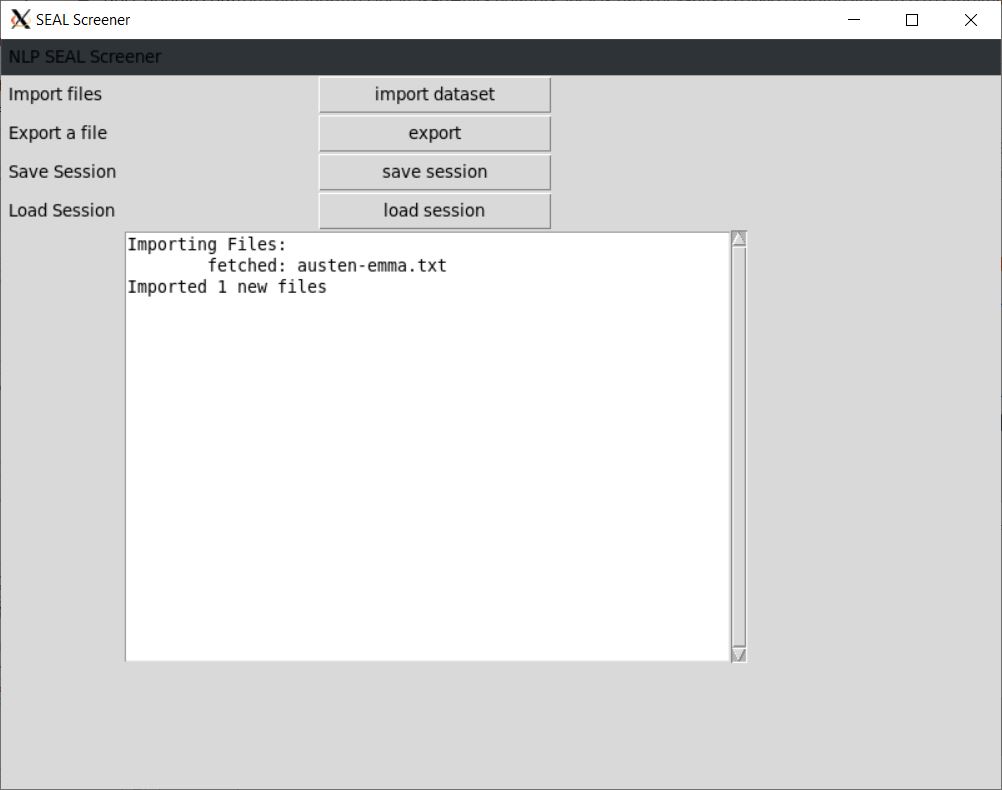 SEAL Screener
NLP SEAL Screener
Import files
import dataset
Export a file
export
Save Session
save session
Load Session
load session
Importing Files:
        fetched: austen-emma.txt
Imported 1 new files